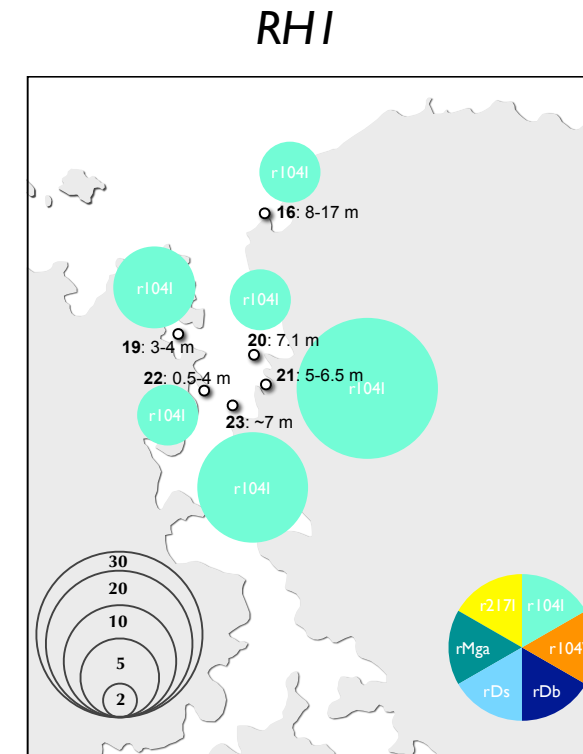 RH1
r104l
16: 8-17 m
r104l
r104l
20: 7.1 m
19: 3-4 m
22: 0.5-4 m
21: 5-6.5 m
r104l
r104l
23: ~7 m
r104l
30
20
10
5
2
r217l
r104l
rMga
rDs
rDb